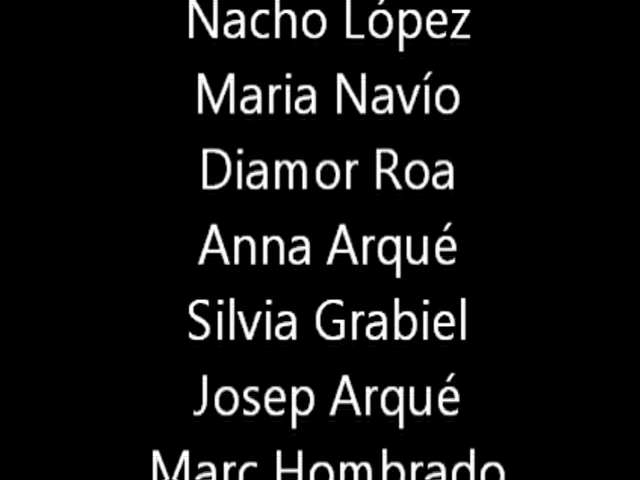 Nacho López
Maria Navío
Diamor Roa
Anna Arqué
Silvia Grabiel
Josep Arqué
Marc Hombrado